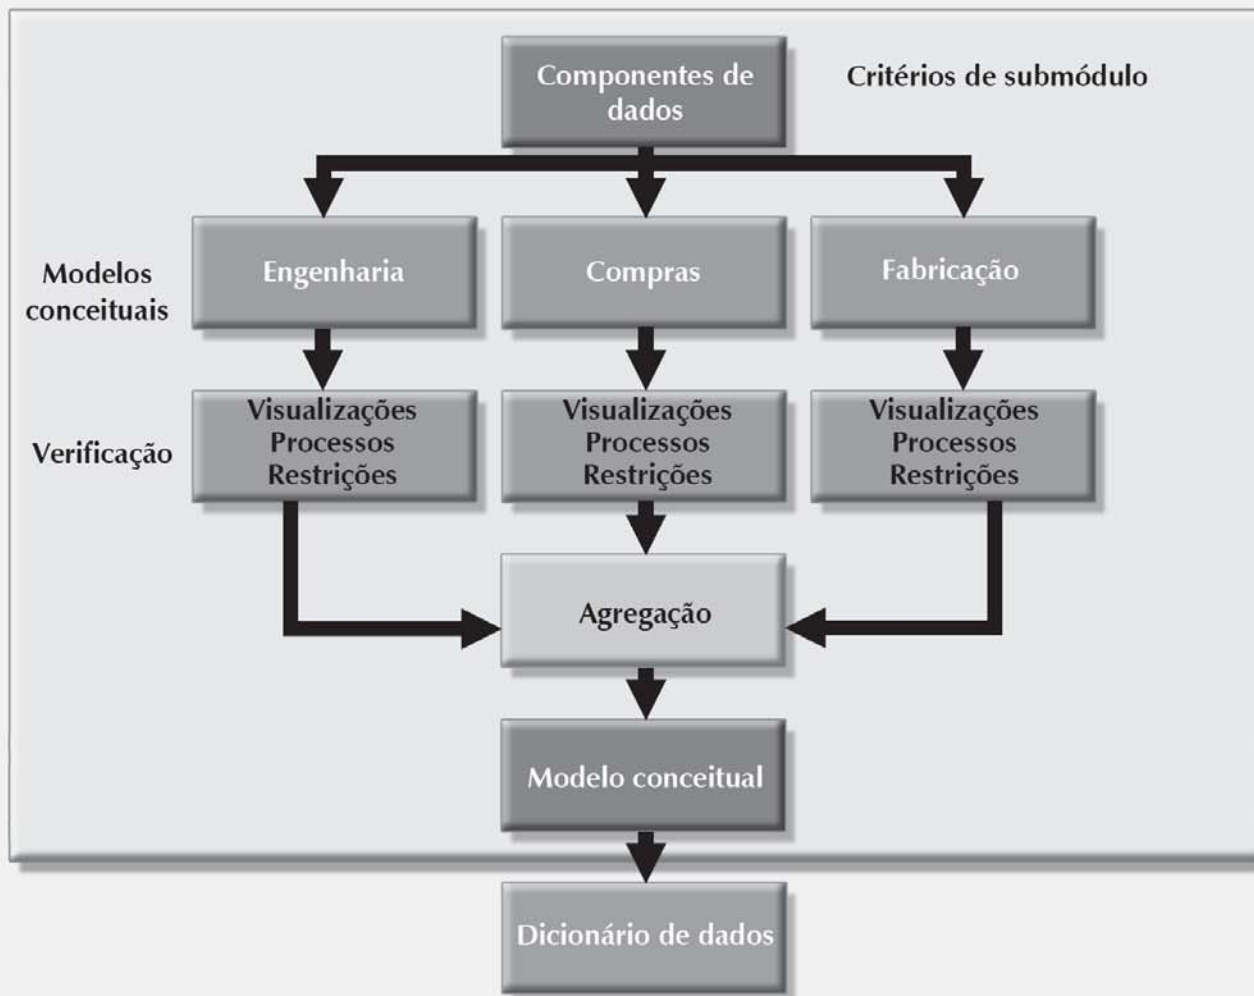 Componentes de
dados
Critérios de submódulo
Modelos
conceituais
Engenharia
Compras
Fabricação
Verificação
Visualizações
Processos
Restrições
Visualizações
Processos
Restrições
Visualizações
Processos
Restrições
Agregação
Modelo conceitual
Dicionário de dados